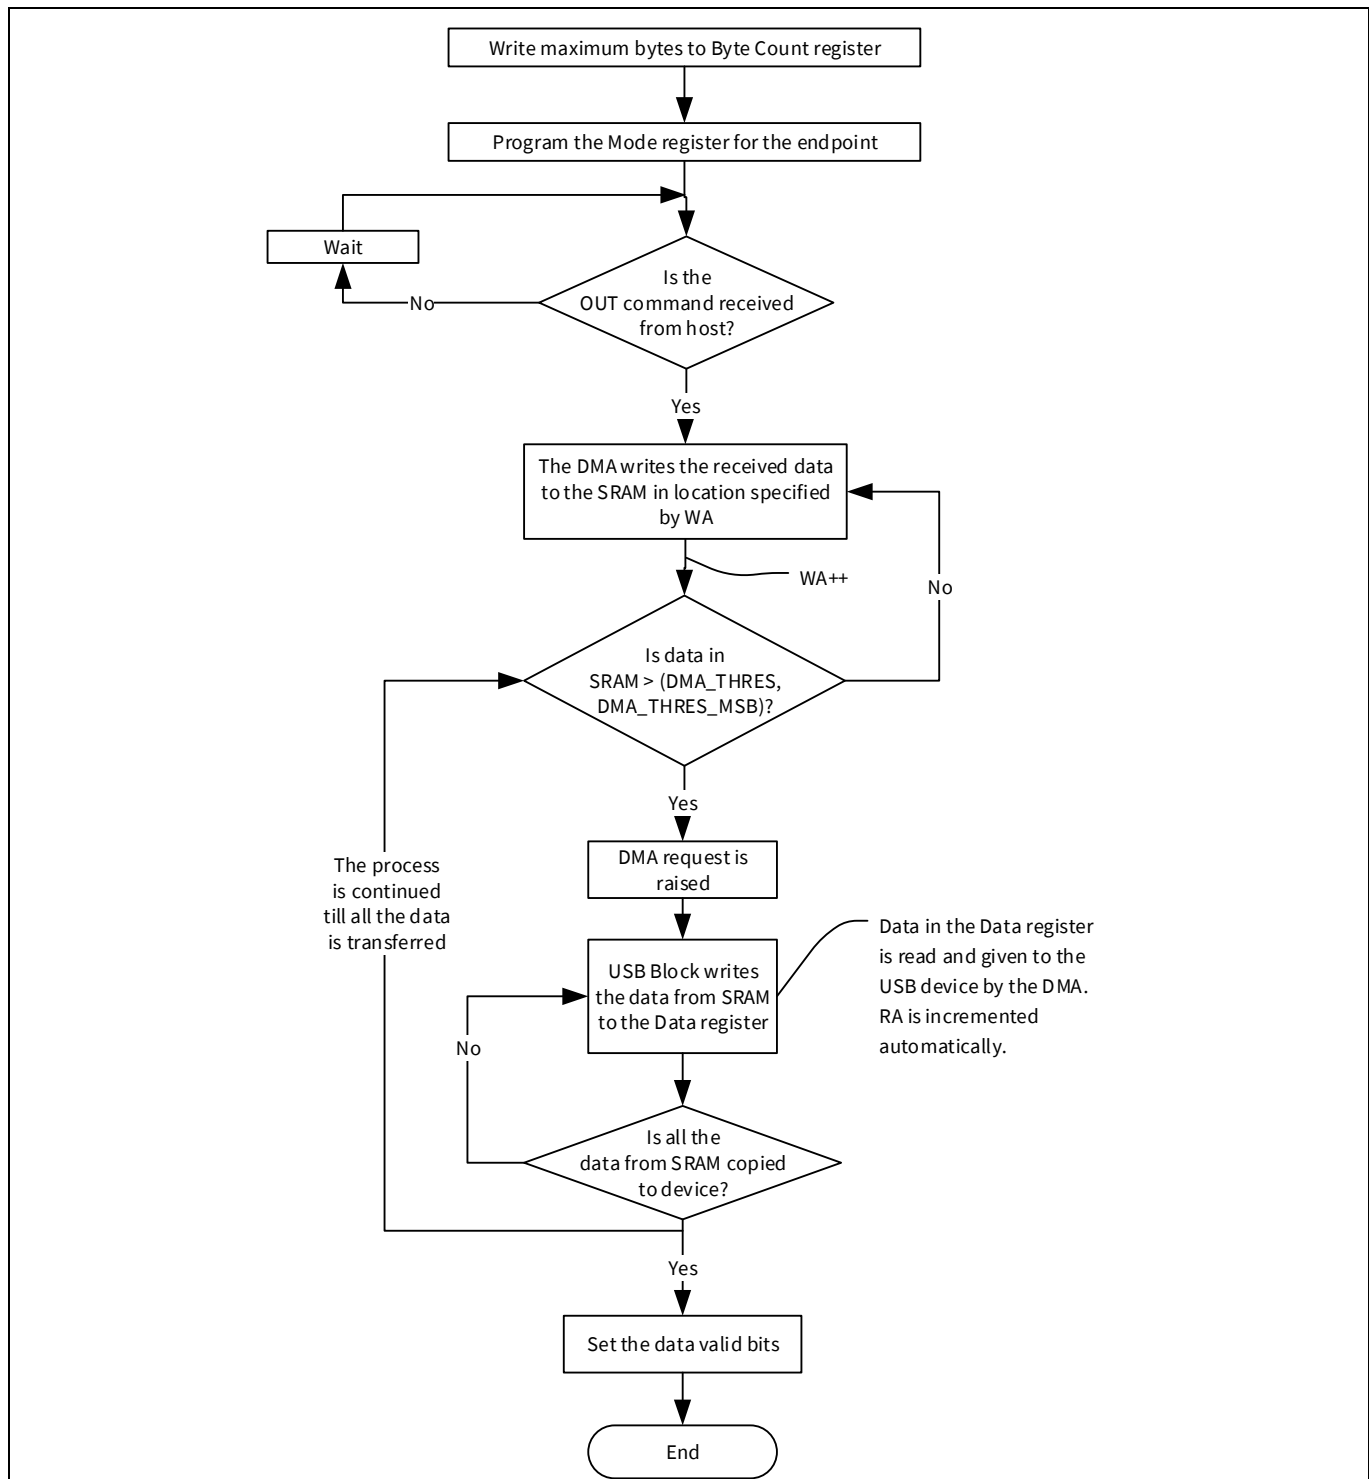 Write maximum bytes to Byte Count register
Program the Mode register for the endpoint
Wait
Is the
OUT command received
from host?
No
Yes
The DMA writes the received data
to the SRAM in location specified
by WA
WA++
No
Is data in
SRAM > (DMA_THRES,
DMA_THRES_MSB)?
Yes
The process
is continued
till all the data
is transferred
DMA request is
raised
USB Block writes
the data from SRAM
to the Data register
Data in the Data register
is read and given to the
USB device by the DMA.
RA is incremented
automatically.
No
Is all the
data from SRAM copied
to device?
Yes
Set the data valid bits
End